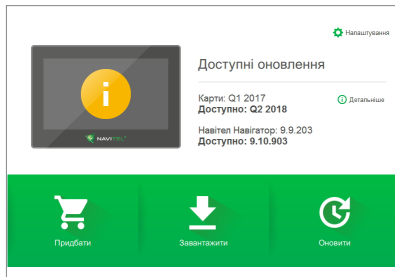 Налаштування
Доступні оновлення
Карти: Q1 2017
Доступно: Q2 2018
Детальніше
Навітел Навігатор: 9.9.203
Доступно: 9.10.903
NAVITEL
Придбати
Завантажити
Оновити